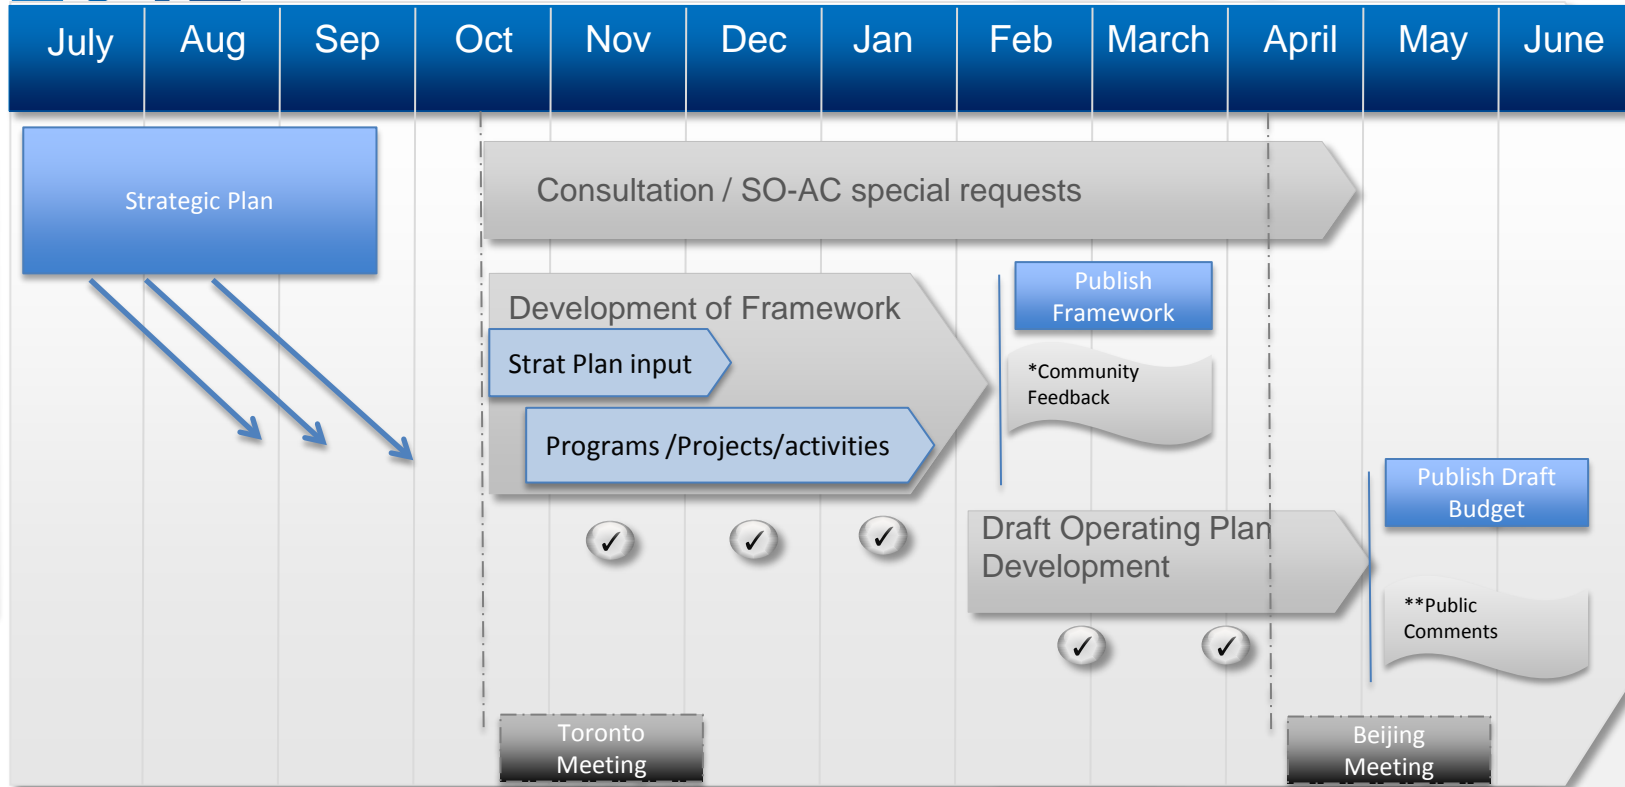 July Aug Sep Oct Nov Dec Jan Feb March April May June
Strategic Plan
Consultation / SO-AC special requests
Development of Framework
Strat Plan input
Programs /Projects/activities
Publish
Framework
*Community
Feedback
Draft Operating Plan
Development
Publish Draft
Budget
**Public
Comments
Toronto
Meeting
Beijing
Meeting